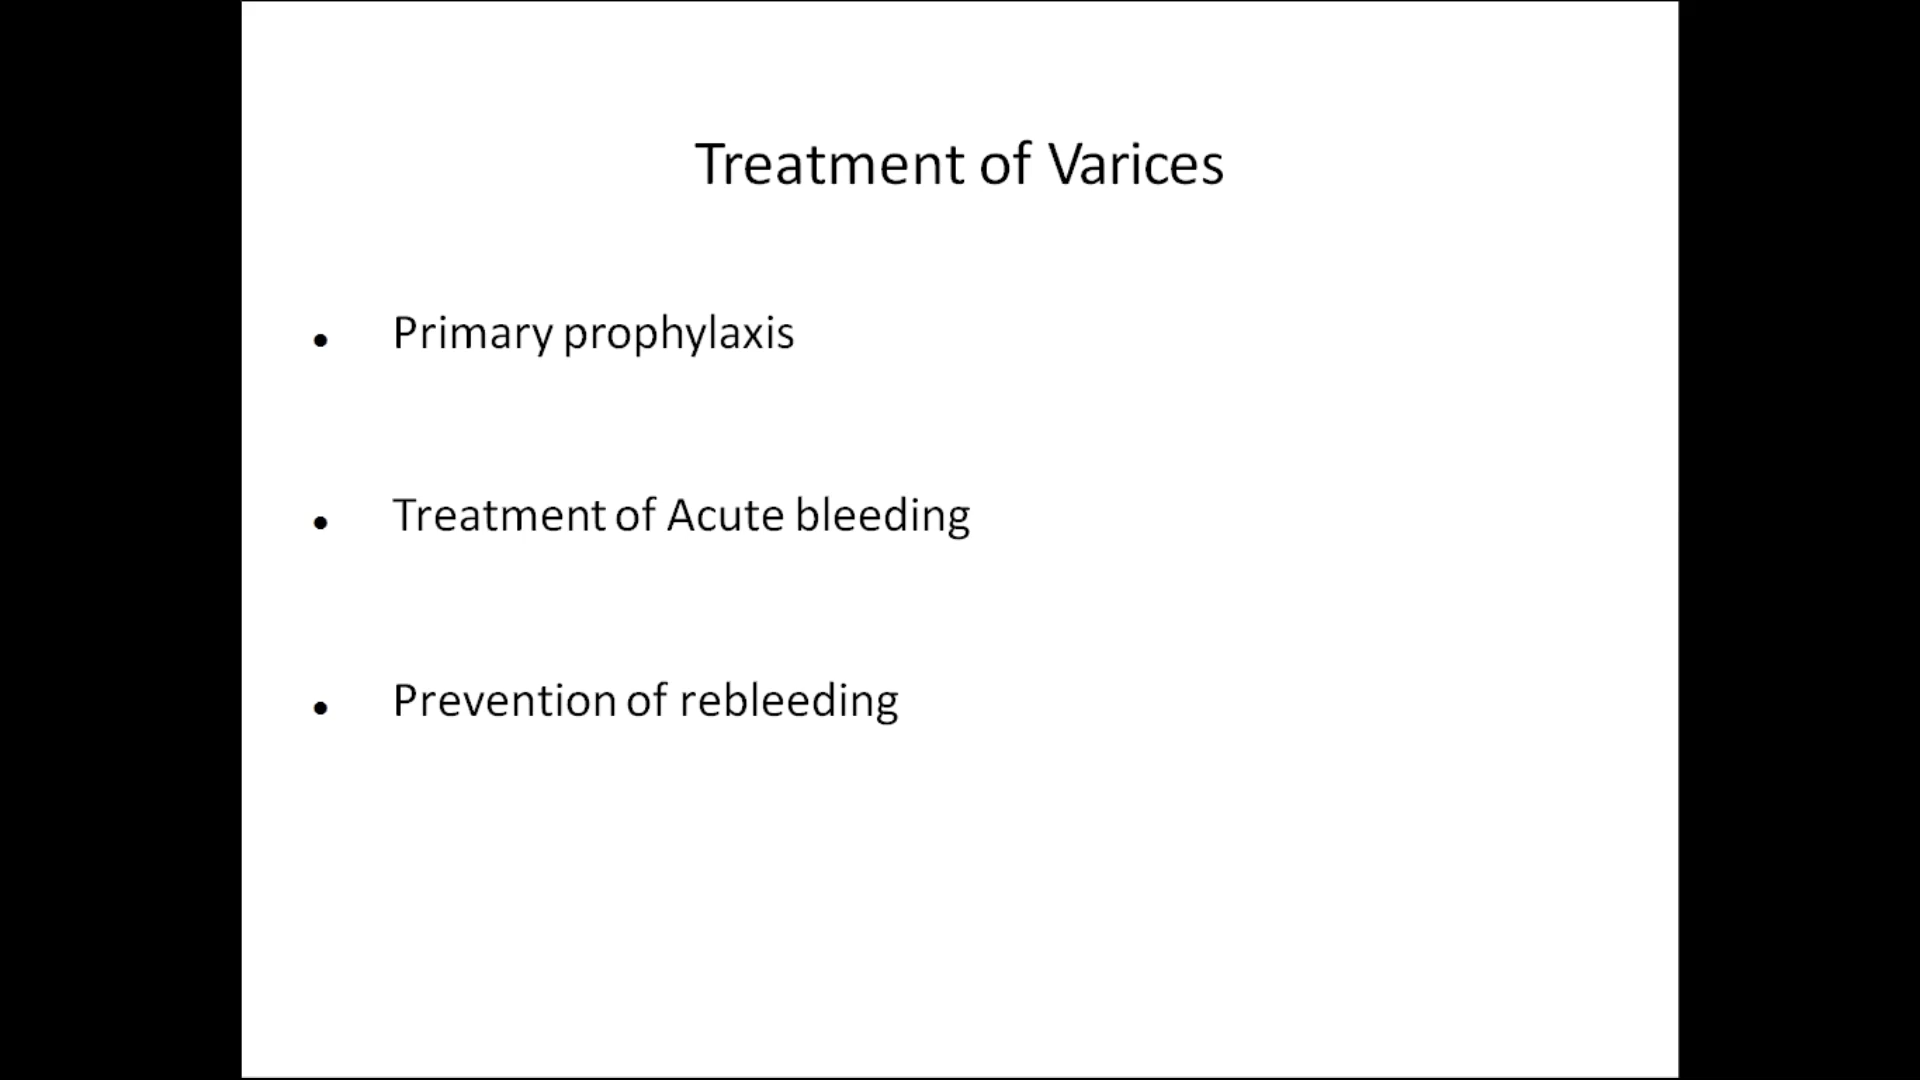 Treatment of Varices
• Primary prophylaxis
• Treatment of Acute bleeding
• Prevention of rebleeding